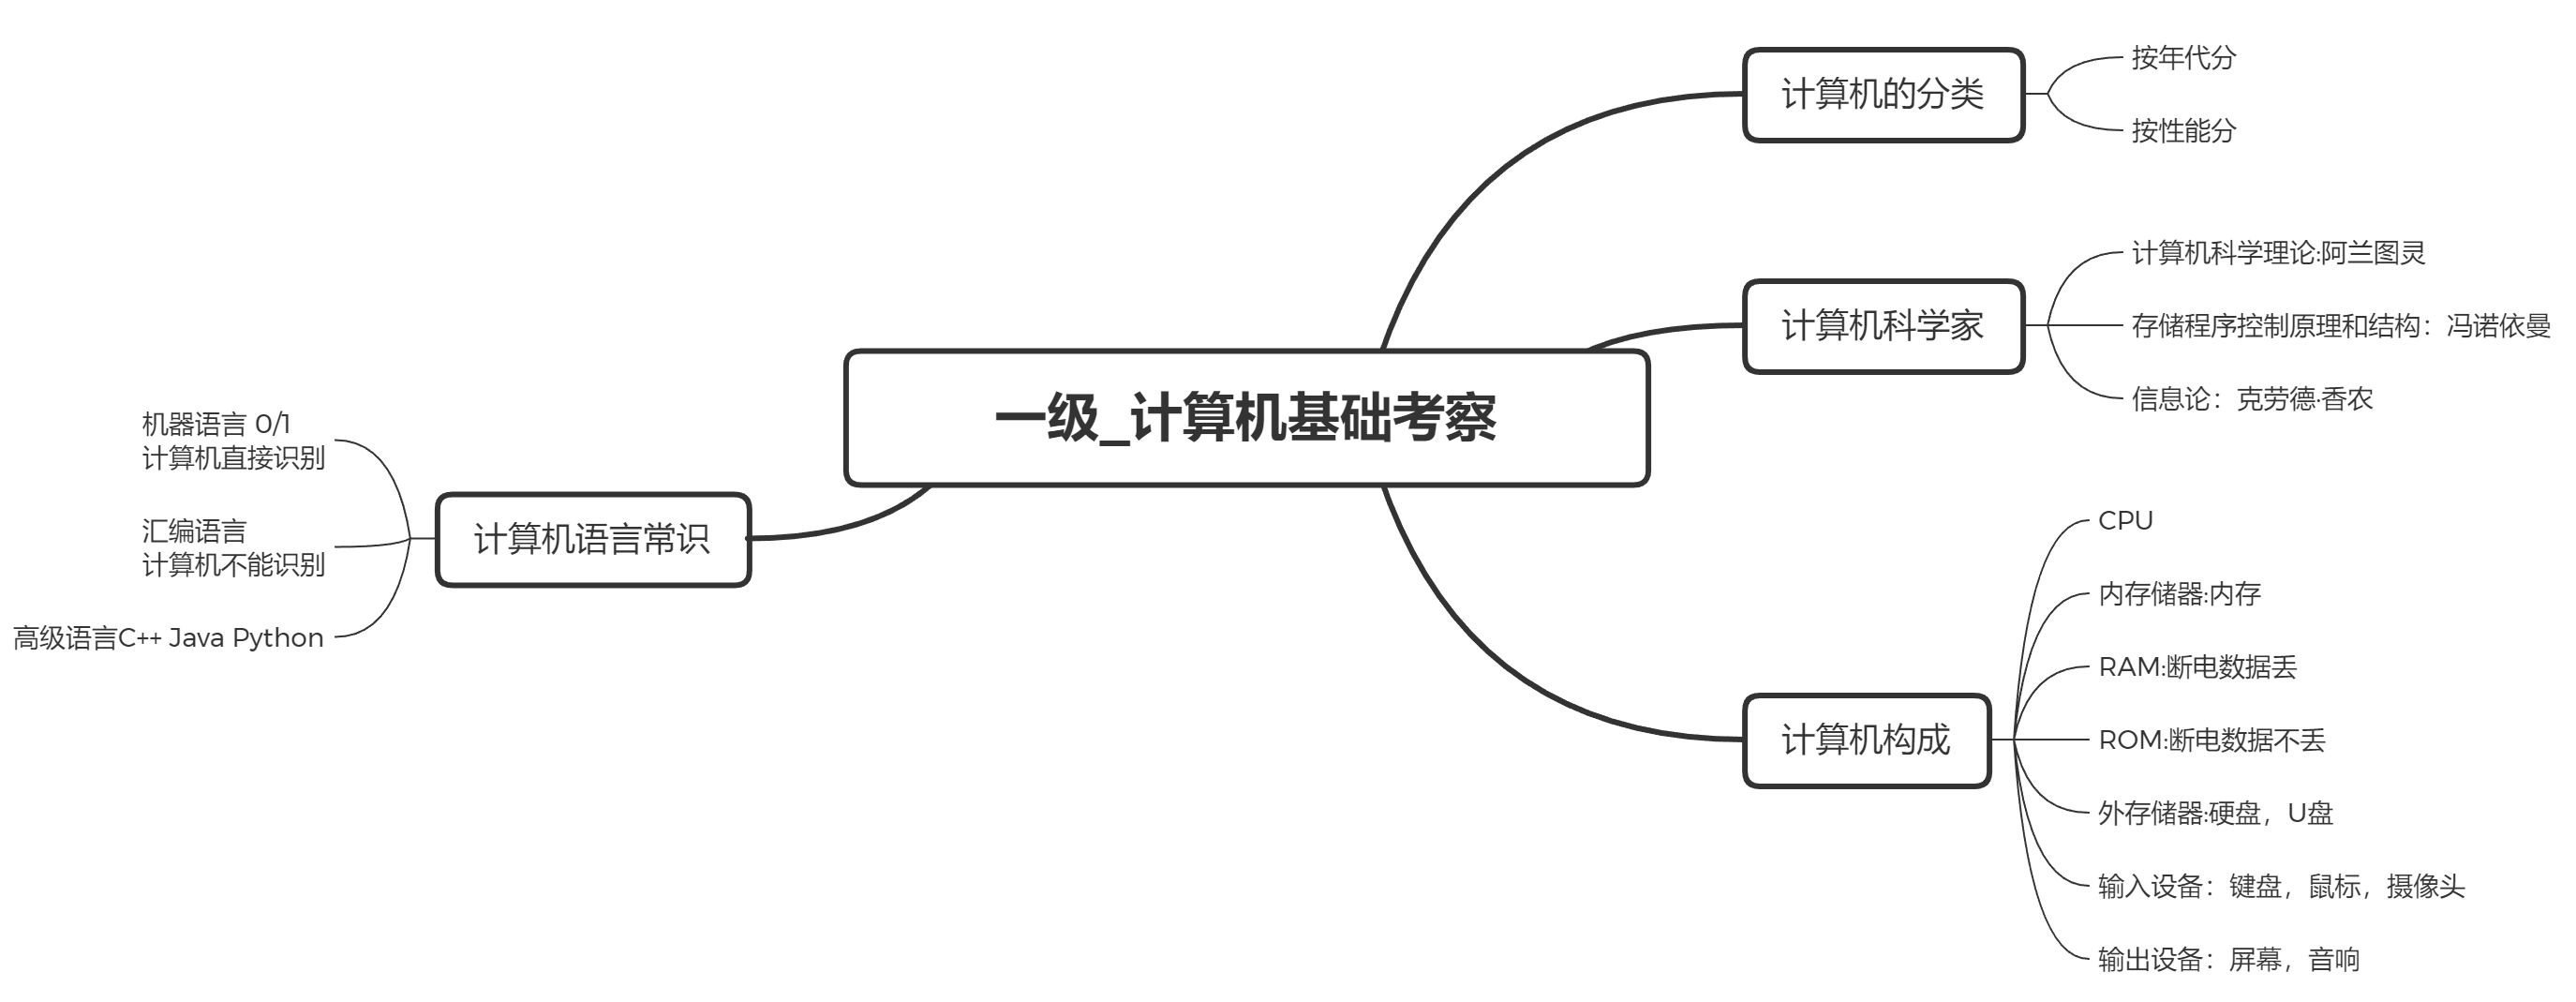 一级_计算机基础考察
计算机的分类
按年代分
按性能分
计算机科学家
计算机科学理论:阿兰图灵
存储程序控制原理和结构：冯诺依曼
信息论：克劳德·香农
计算机构成
CPU
内存储器:内存
RAM:断电数据丢
ROM:断电数据不丢
外存储器:硬盘，U盘
输入设备：键盘，鼠标，摄像头
输出设备：屏幕，音响
计算机语言常识
机器语言 0/1
计算机直接识别
汇编语言
计算机不能识别
高级语言C++ Java Python